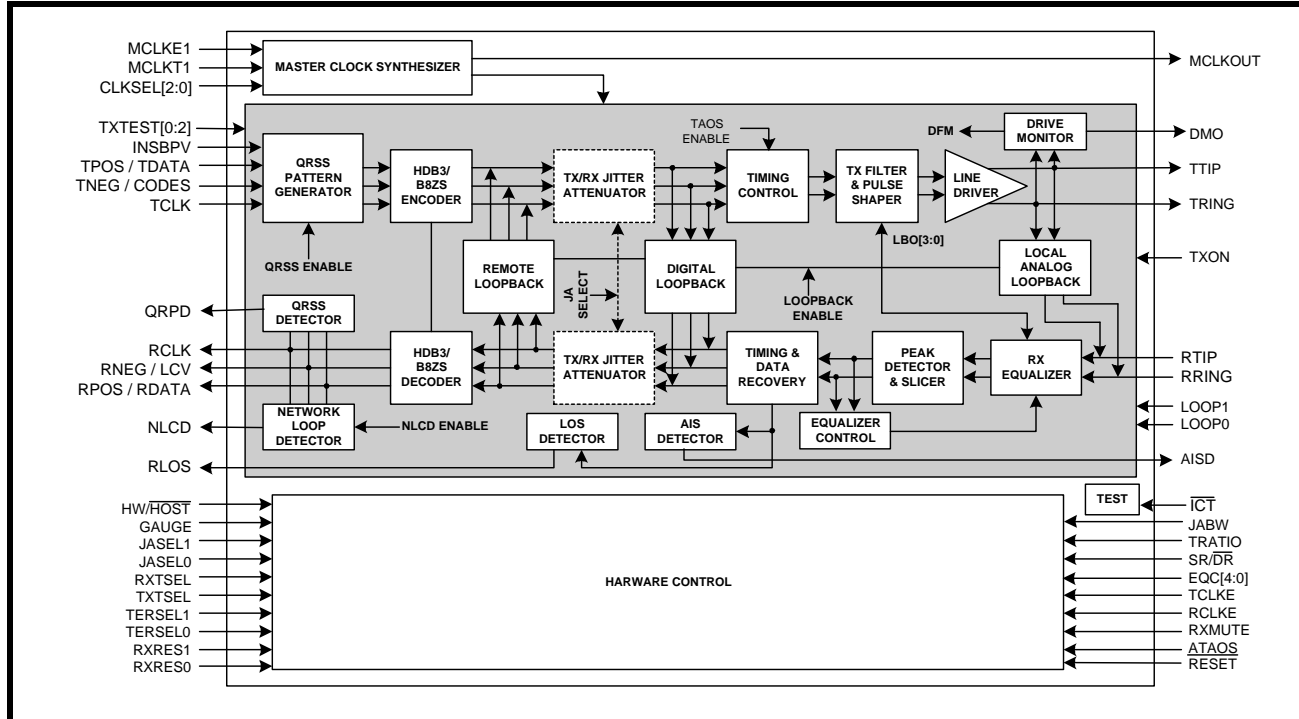 MCLKE1
MCLKT1
CLKSEL[2:0]
MASTER CLOCK SYNTHESIZER
MCLKOUT
TXTEST[0:2]
INSBPV
TPOS / TDATA
TNEG / CODES
TCLK
QRSS
PATTERN
GENERATOR
QRSS ENABLE
HDB3/
B8ZS
ENCODER
TX/RX JITTER
ATTENUATOR
TAOS
ENABLE
TIMING
CONTROL
TX FILTER
& PULSE
SHAPER
LBO[3:0]
LINE
DRIVER
DFM
DRIVE
MONITOR
DMO
TTIP
TRING
TXON
REMOTE
LOOPBACK
JA
SELECT
DIGITAL
LOOPBACK
LOOPBACK
ENABLE
LOCAL
ANALOG
LOOPBACK
QRPD
RCLK
RNEG / LCV
RPOS / RDATA
NLCD
RLOS
QRSS
DETECTOR
NETWORK
LOOP
DETECTOR
NLCD ENABLE
HDB3/
B8ZS
DECODER
TX/RX JITTER
ATTENUATOR
TIMING &
DATA
RECOVERY
PEAK
DETECTOR
& SLICER
RX
EQUALIZER
LOS
DETECTOR
AIS
DETECTOR
EQUALIZER
CONTROL
RTIP
RRING
LOOP1
LOOP0
AISD
HW/HOST
GAUGE
JASEL1
JASEL0
RXTSEL
TXTSEL
TERSEL1
TERSEL0
RXRES1
RXRES0
HARWARE CONTROL
TEST
ICT
JABW
TRATIO
SR/DR
EQC[4:0]
TCLKE
RCLKE
RXMUTE
ATAOS
RESET